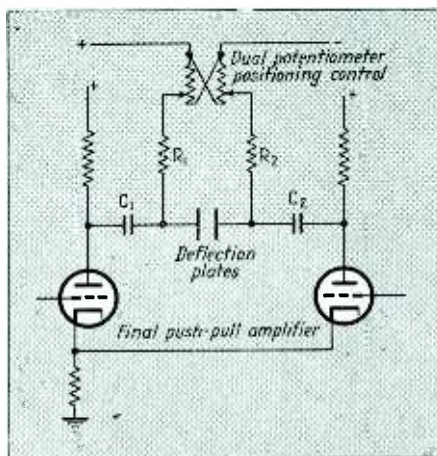 + -
Dual potentiometer
positioning control
+ +
R1 R2
C1 C2
Deflection
plates
Final push-pull amplifier